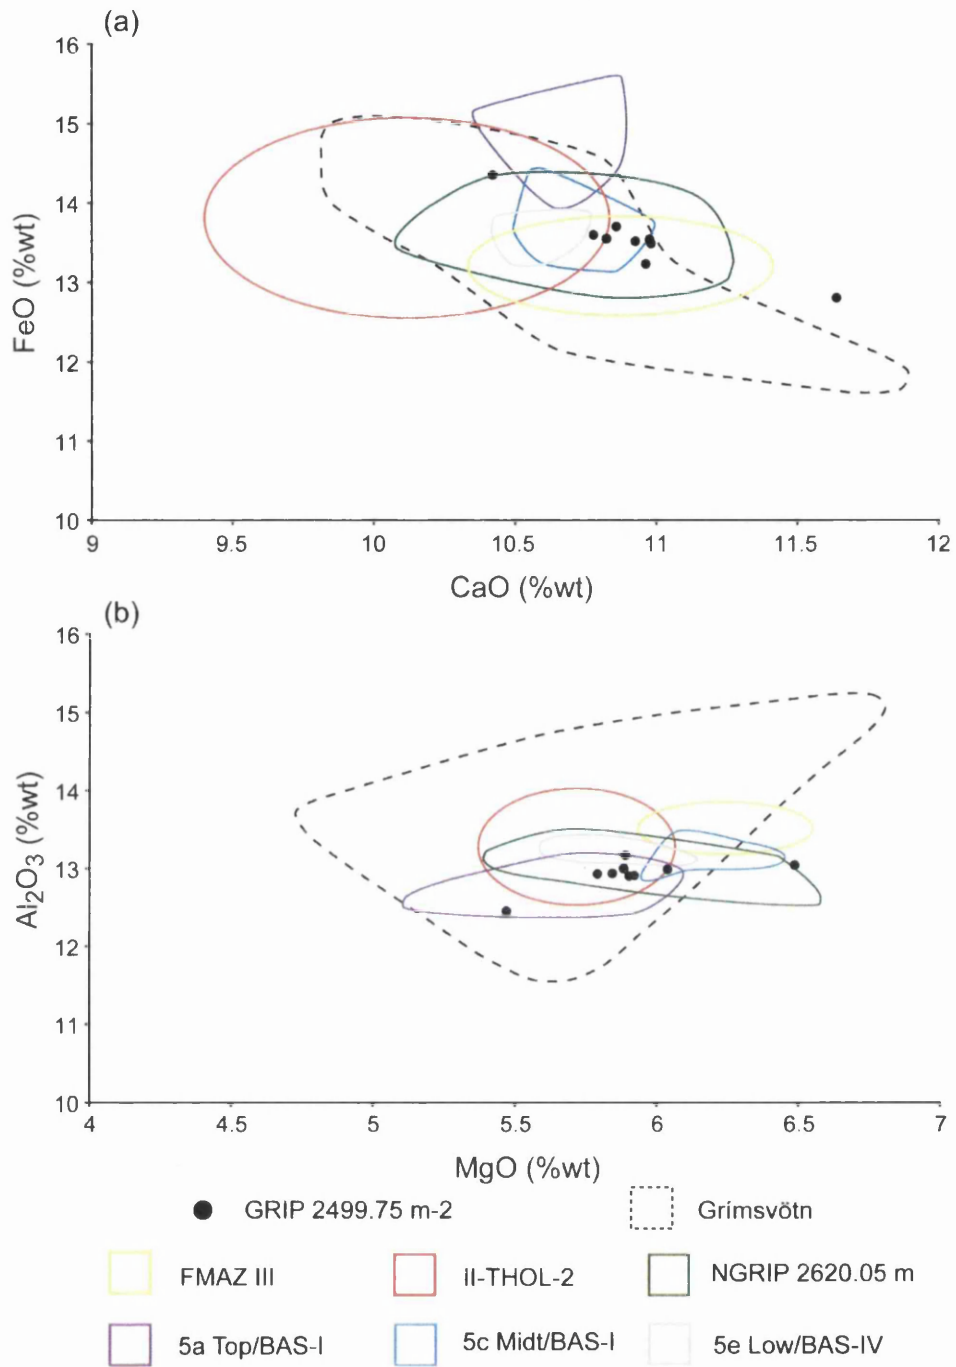 (a)
16
15
14
13
12
11
10
FeO (%wt)
9 9.5 10 10.5 11 11.5 12
CaO (%wt)
(b)
16
15
14
13
12
11
10
Al₂O₃ (%wt)
4 4.5 5 5.5 6 6.5 7
MgO (%wt)
GRIP 2499.75 m-2 Grímsvötn
FMAZ III II-THOL-2 NGRIP 2620.05 m
5a Top/BAS-I 5c Midt/BAS-I 5e Low/BAS-IV